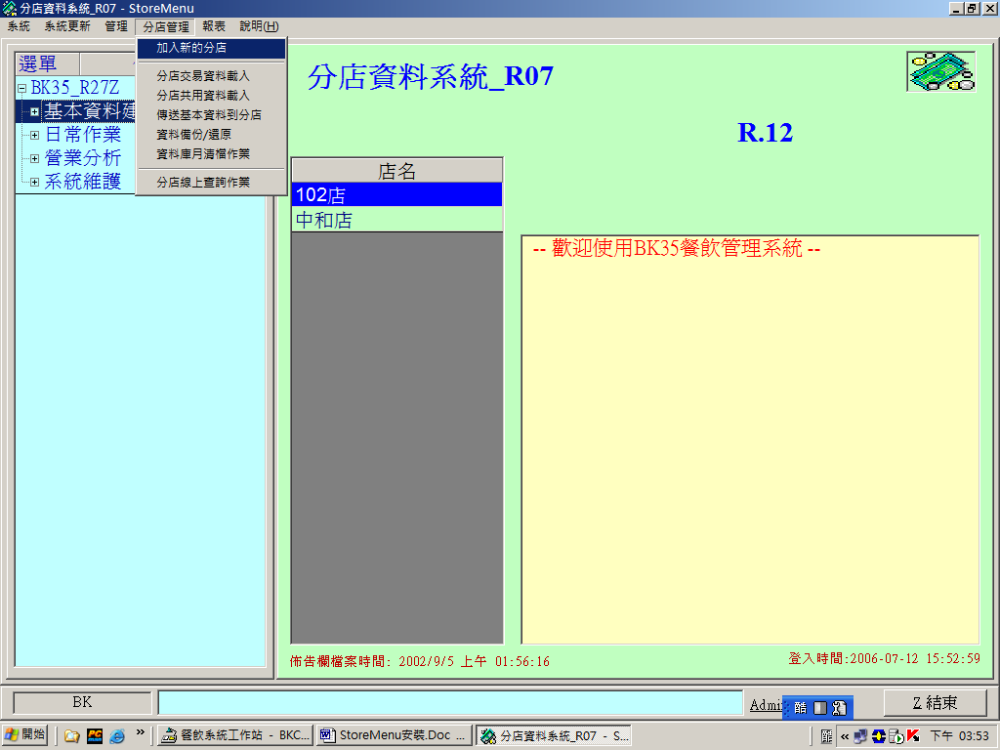 分店資料系統_R07 - StoreMenu
系統 系統更新 管理 分店管理 報表 說明(H)
加入新的分店
分店交易資料載入
分店共用資料載入
傳送基本資料到分店
資料備份/還原
資料庫月清檔作業
分店線上查詢作業
選單
BK35_R27Z
基本資料建
日常作業
營業分析
系統維護
分店資料系統_R07
R.12
店名
102店
中和店
-- 歡迎使用BK35餐飲管理系統 --
佈告欄檔案時間: 2002/9/5 上午 01:56:16
登入時間:2006-07-12 15:52:59
BK
Admi
酷
Z 結束
開始
餐飲系統工作站 - BKC...
StoreMenu安裝.Doc ...
分店資料系統_R07 - S...
下午 03:53